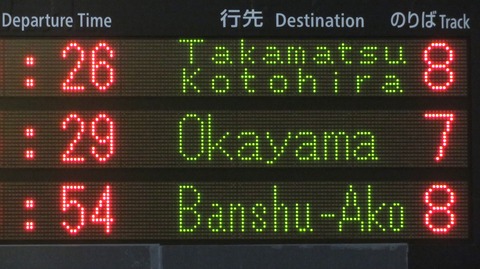 Departure Time 行先 Destination のりば Track
: 26 Takamatsu Kotohira 8
: 29 Okayama 7
: 54 Banshu-Ako 8